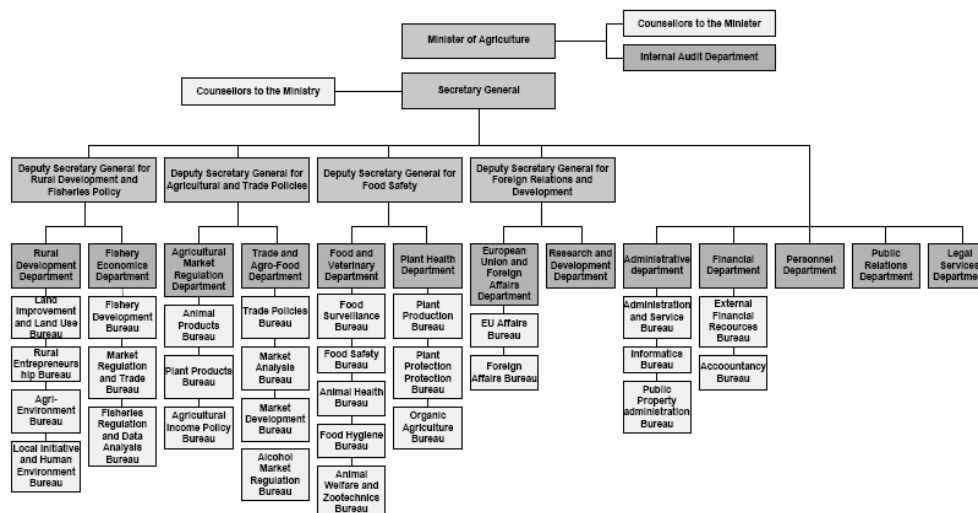 Counsellors to the Minister
Minister of Agriculture
Internal Audit Department
Counsellors to the Ministry
Secretary General
Deputy Secretary General for
Rural Development and
Fisheries Policy
Deputy Secretary General for
Agricultural and Trade Policies
Deputy Secretary General for
Food Safety
Deputy Secretary General for
Foreign Relations and
Development
Rural
Development Department
Fishery
Economics
Department
Agricultural
Market
Regulation
Department
Trade and
Agro-Food
Department
Food and
Veterinary
Department
Plant Health
Department
European
Union and
Foreign
Affairs
Department
Research and
Development
Department
Administrative
department
Financial
Department
Personnel
Department
Public
Relations
Department
Legal
Services
Department
Land
Improvement
and Land Use
Bureau
Rural
Entrepreneurs
hip Bureau
Agri-
Environment
Bureau
Local Initiative
and Human
Environment
Bureau
Fishery
Development
Bureau
Market
Regulation
and Trade
Bureau
Fisheries
Regulation
and Data
Analysis
Bureau
Animal
Products
Bureau
Plant Products
Bureau
Agricultural
Income Policy
Bureau
Trade Policies
Bureau
Market
Analysis
Bureau
Market
Development
Bureau
Alcohol
Market
Regulation
Bureau
Food
Surveillance
Bureau
Food Safety
Bureau
Animal Health
Bureau
Food Hygiene
Bureau
Animal
Welfare and
Zootechnics
Bureau
Plant
Production
Bureau
Plant
Protection
Protection
Bureau
Organic
Agriculture
Bureau
EU Affairs
Bureau
Foreign
Affairs Bureau
Administration
and Service
Bureau
Informatics
Bureau
Public
Property
administration
Bureau
External
Financial
Recources
Bureau
Accoountancy
Bureau